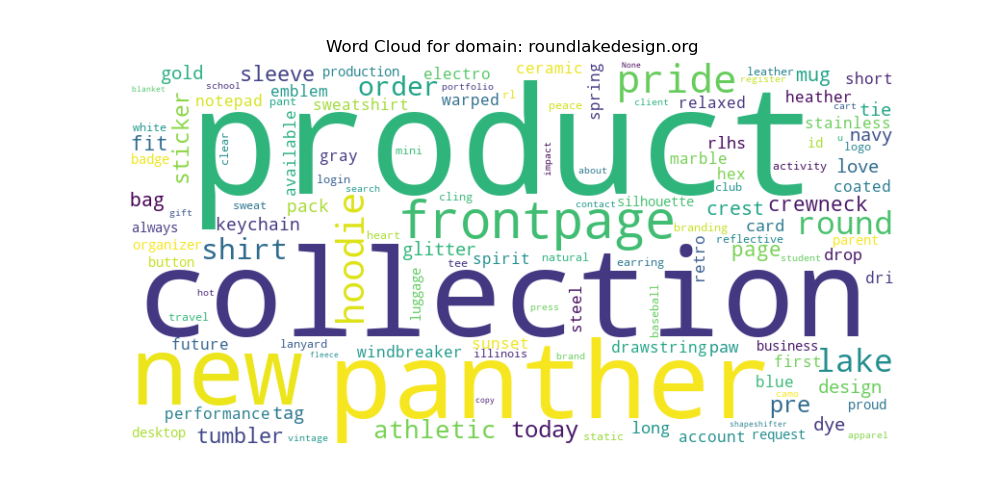 Word Cloud for domain: roundlakedesign.org
gold school sleeve production electro ceramic spring None pride leather register mug short
blanket pant emblem order portfolio warped rl peace client relaxed heather cart tie
notepad sweatshirt stainless
white fit badge sticker product clear available gray mini impact about rlhs marble hex id u logo navy
activity love
login search club coated
bag sweat pack cling contact silhouette crest card crewneck
gift always keychain heart frontpage branding round
organizer shirt hoodie glitter reflective page parent
button tee spirit natural earring retro student drop
hot collection luggage press steel baseball dri
travel
future lanyard sunset drawstring paw business
fleece windbreaker illinois brand first lake
new panther blue design
copy camo pre proud
performance tag
desktop tumbler vintage athletic today static long account shapeshifter request dye apparel